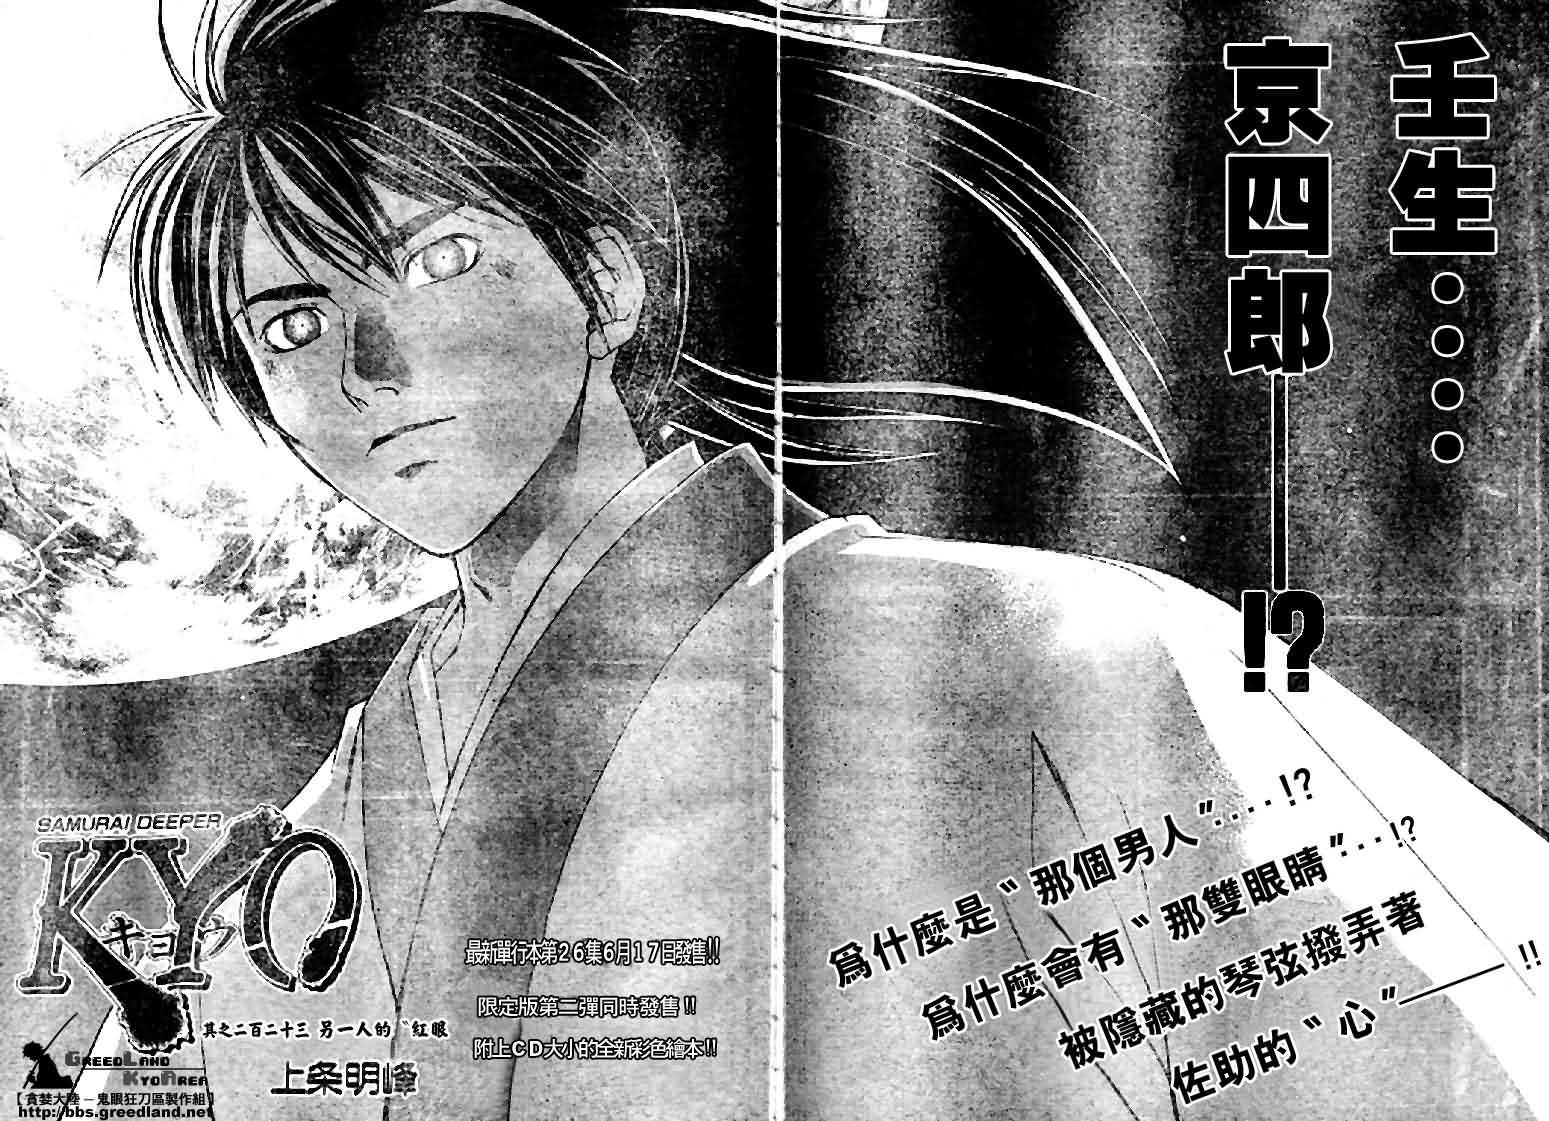 壬生‥‥
京四郎──!?
為什麼是〝那個男人〞‥‥!?
為什麼會有〝那雙眼睛〞‥‥!?
被隱藏的琴弦撥弄著
佐助的〝心〞──!!
SAMURAI DEEPER
KYO
キョウ
其之二百二十三 另一人的〝紅眼
上条明峰
最新單行本第26集6月17日發售!!
限定版第二彈同時發售!!
附上CD大小的全新彩色繪本!!
GREEDLAND
KYOAREA
【貪婪大陸－鬼眼狂刀區製作組】
http://bbs.greedland.net